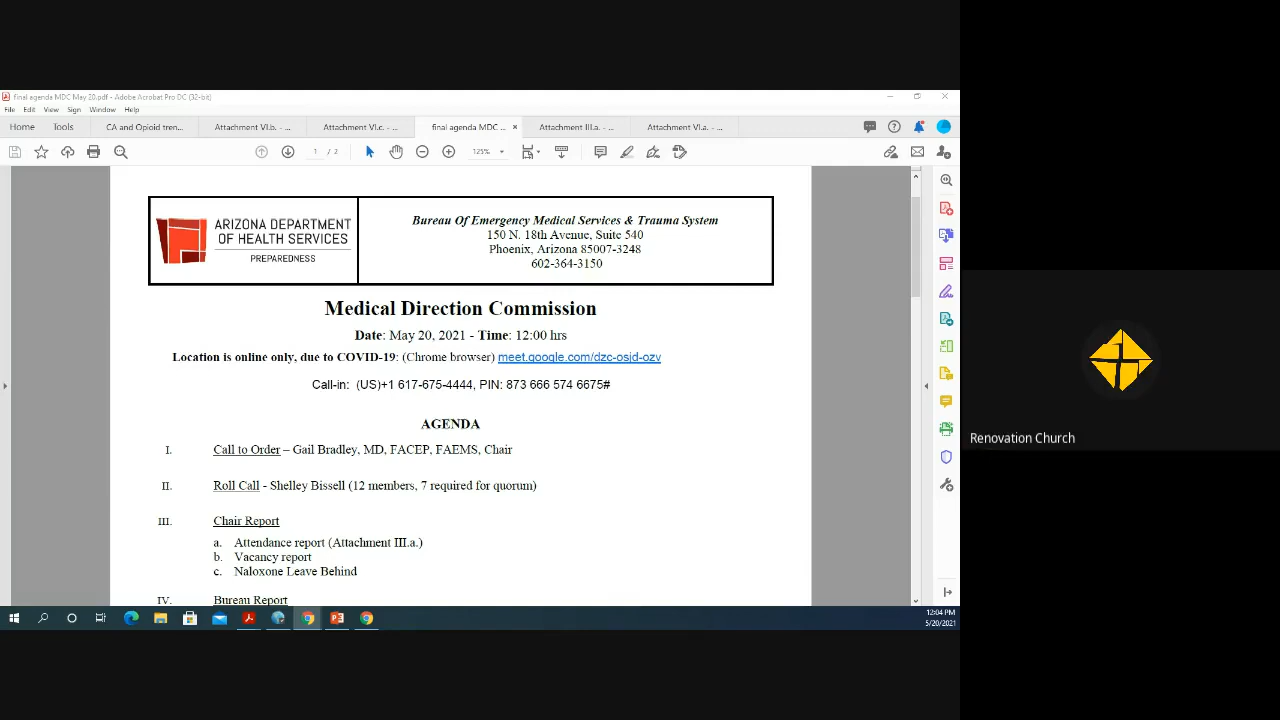 final agenda MDC May 20.pdf - Adobe Acrobat Pro DC (32-bit)
File Edit View Sign Window Help
Home Tools CA and Opioid tren... Attachment VI.b. - ... Attachment VI.c. - ... final agenda MDC ... × Attachment III.a. - ... Attachment VI.a. - ...
1 / 2 125%
ARIZONA DEPARTMENT
OF HEALTH SERVICES
PREPAREDNESS
Bureau Of Emergency Medical Services & Trauma System
150 N. 18th Avenue, Suite 540
Phoenix, Arizona 85007-3248
602-364-3150
Medical Direction Commission
Date: May 20, 2021 - Time: 12:00 hrs
Location is online only, due to COVID-19: (Chrome browser) meet.google.com/dzc-osjd-ozv
Call-in: (US)+1 617-675-4444, PIN: 873 666 574 6675#
AGENDA
I. Call to Order – Gail Bradley, MD, FACEP, FAEMS, Chair
II. Roll Call - Shelley Bissell (12 members, 7 required for quorum)
III. Chair Report
a. Attendance report (Attachment III.a.)
b. Vacancy report
c. Naloxone Leave Behind
IV. Bureau Report
12:04 PM
5/20/2021
Renovation Church